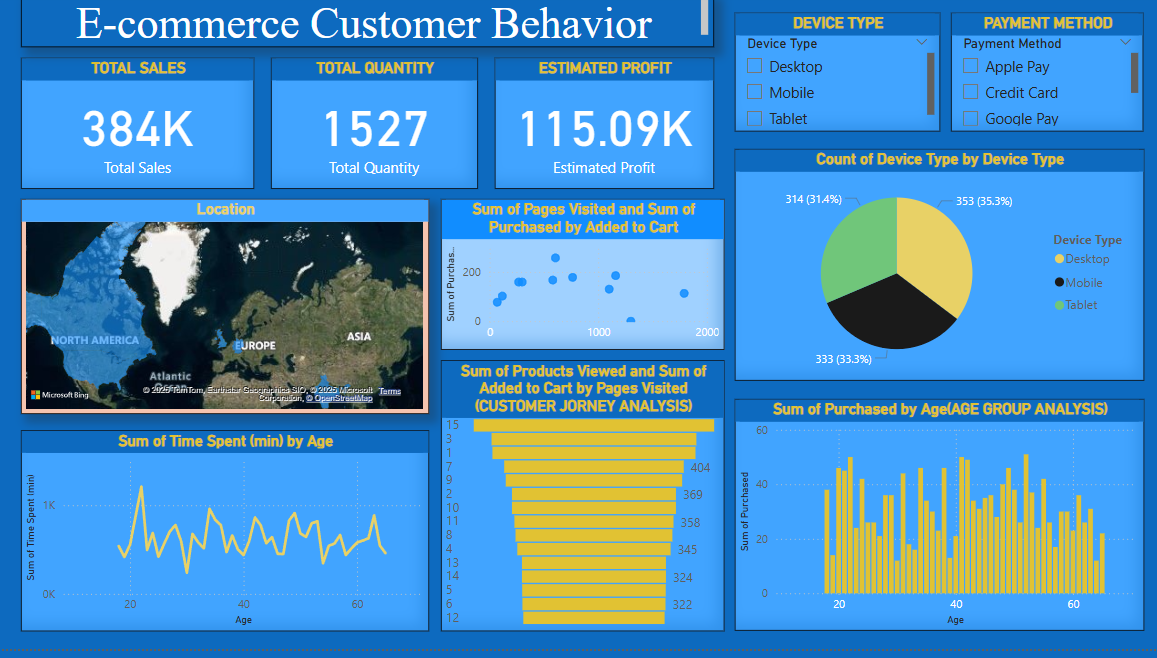 E-commerce Customer Behavior
TOTAL SALES
384K
Total Sales
TOTAL QUANTITY
1527
Total Quantity
ESTIMATED PROFIT
115.09K
Estimated Profit
DEVICE TYPE
Device Type
Desktop
Mobile
Tablet
PAYMENT METHOD
Payment Method
Apple Pay
Credit Card
Google Pay
Location
NORTH AMERICA
EUROPE
ASIA
Atlantic
Ocean
Microsoft Bing
© 2025 TomTom, Earthstar Geographics SIO, © 2025 Microsoft
Corporation, © OpenStreetMap
Terms
Sum of Pages Visited and Sum of
Purchased by Added to Cart
Sum of Purchas...
200
0
0
1000
2000
Count of Device Type by Device Type
314 (31.4%)
353 (35.3%)
333 (33.3%)
Device Type
Desktop
Mobile
Tablet
Sum of Time Spent (min) by Age
Sum of Time Spent (min)
1K
0K
20
40
60
Age
Sum of Products Viewed and Sum of
Added to Cart by Pages Visited
(CUSTOMER JORNEY ANALYSIS)
15
3
1
7
404
9
2
369
10
11
358
8
4
345
13
14
324
5
6
322
12
Sum of Purchased by Age(AGE GROUP ANALYSIS)
Sum of Purchased
60
40
20
0
20
40
60
Age